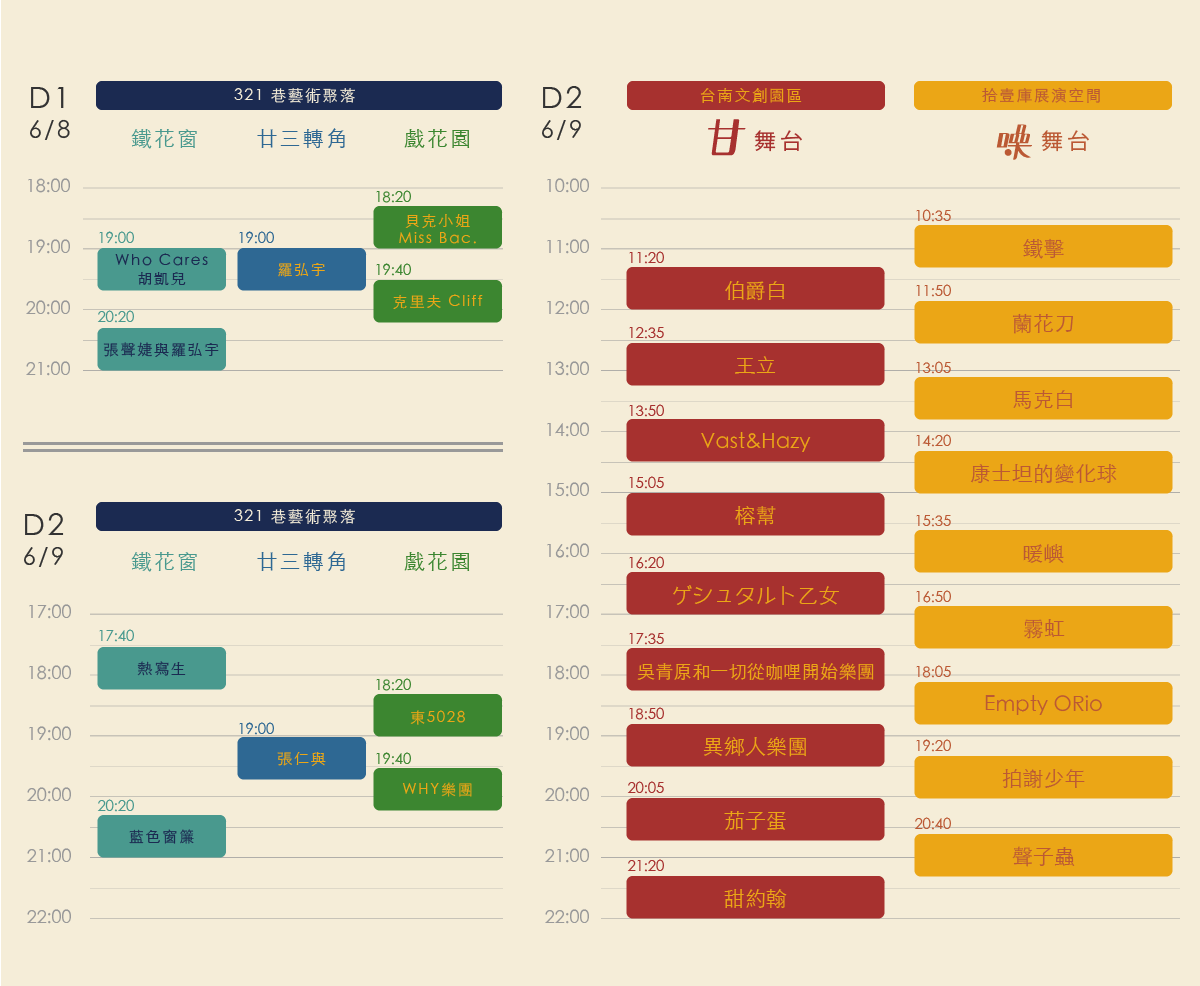 D1
6/8
321 巷藝術聚落
鐵花窗 廿三轉角 戲花園
18:00
18:20
貝克小姐
Miss Bac.
19:00
19:00
19:00
Who Cares
胡凱兒
羅弘宇
19:40
克里夫 Cliff
20:00
20:20
張聲婕與羅弘宇
21:00
D2
6/9
321 巷藝術聚落
鐵花窗 廿三轉角 戲花園
17:00
17:40
熱寫生
18:00
18:20
東5028
19:00
19:00
張仁與
19:40
WHY樂團
20:00
20:20
藍色窗簾
21:00
22:00
D2
6/9
台南文創園區
甘 舞台
10:00
11:00
12:00
13:00
14:00
15:00
16:00
17:00
18:00
19:00
20:00
21:00
22:00
11:20
伯爵白
12:35
王立
13:50
Vast&Hazy
15:05
榕幫
16:20
ゲシュタルト乙女
17:35
吳青原和一切從咖哩開始樂團
18:50
異鄉人樂團
20:05
茄子蛋
21:20
甜約翰
拾壹庫展演空間
舞台
10:35
鐵擊
11:50
蘭花刀
13:05
馬克白
14:20
康士坦的變化球
15:35
暖嶼
16:50
霧虹
18:05
Empty ORio
19:20
拍謝少年
20:40
聲子蟲